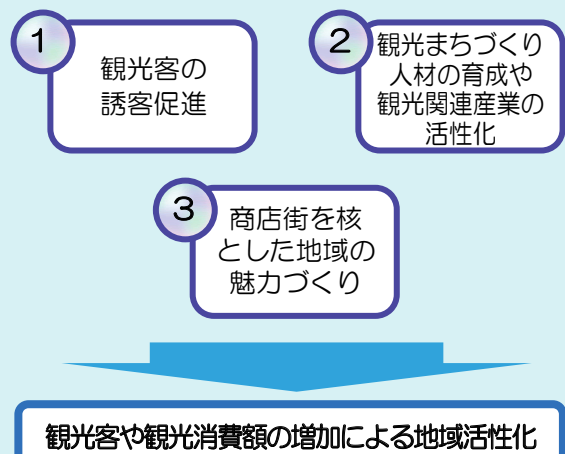 1
観光客の
誘客促進
2
観光まちづくり
人材の育成や
観光関連産業の
活性化
3
商店街を核
とした地域の
魅力づくり
観光客や観光消費額の増加による地域活性化